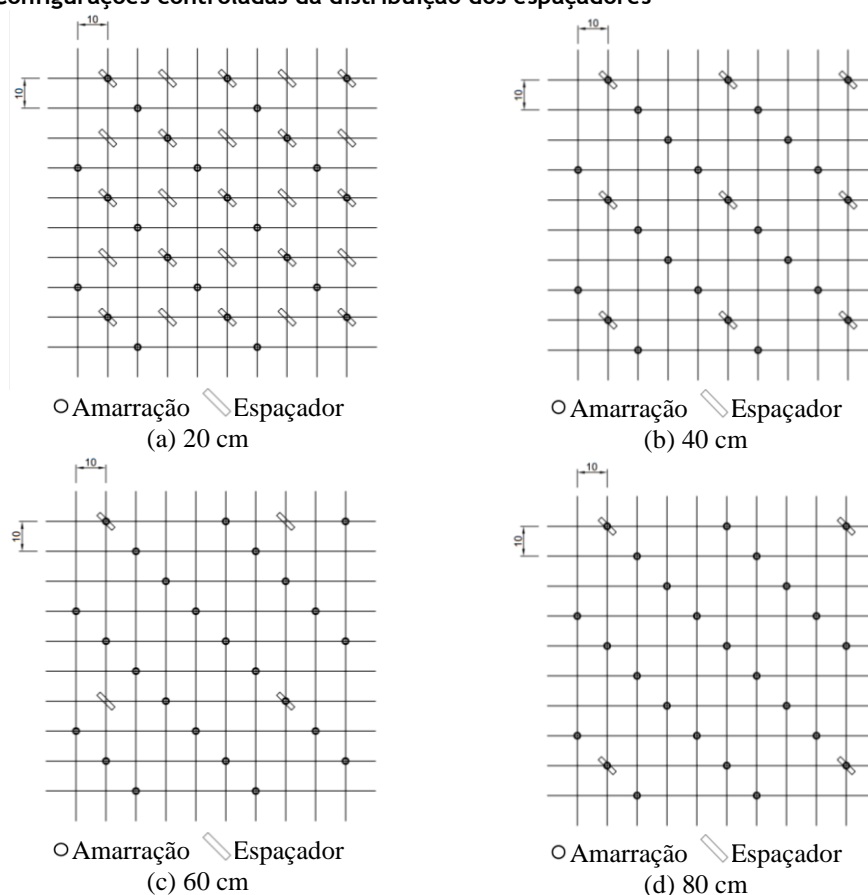 configurações controladas da distribuição dos espaçadores
10
10
10
10
Amarração Espaçador
(a) 20 cm
Amarração Espaçador
(b) 40 cm
10
10
10
10
Amarração Espaçador
(c) 60 cm
Amarração Espaçador
(d) 80 cm